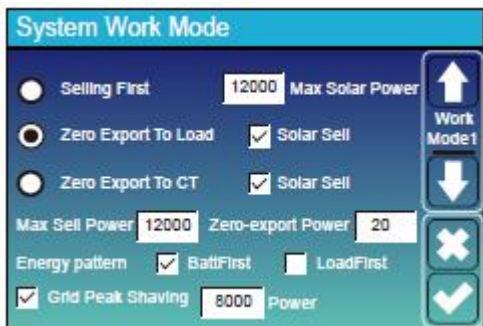 System Work Mode
Selling First 12000 Max Solar Power
Zero Export To Load Solar Sell
Work
Mode1
Zero Export To CT Solar Sell
Max Sell Power 12000 Zero-export Power 20
Energy pattern BattFirst LoadFirst
Grid Peak Shaving 8000 Power